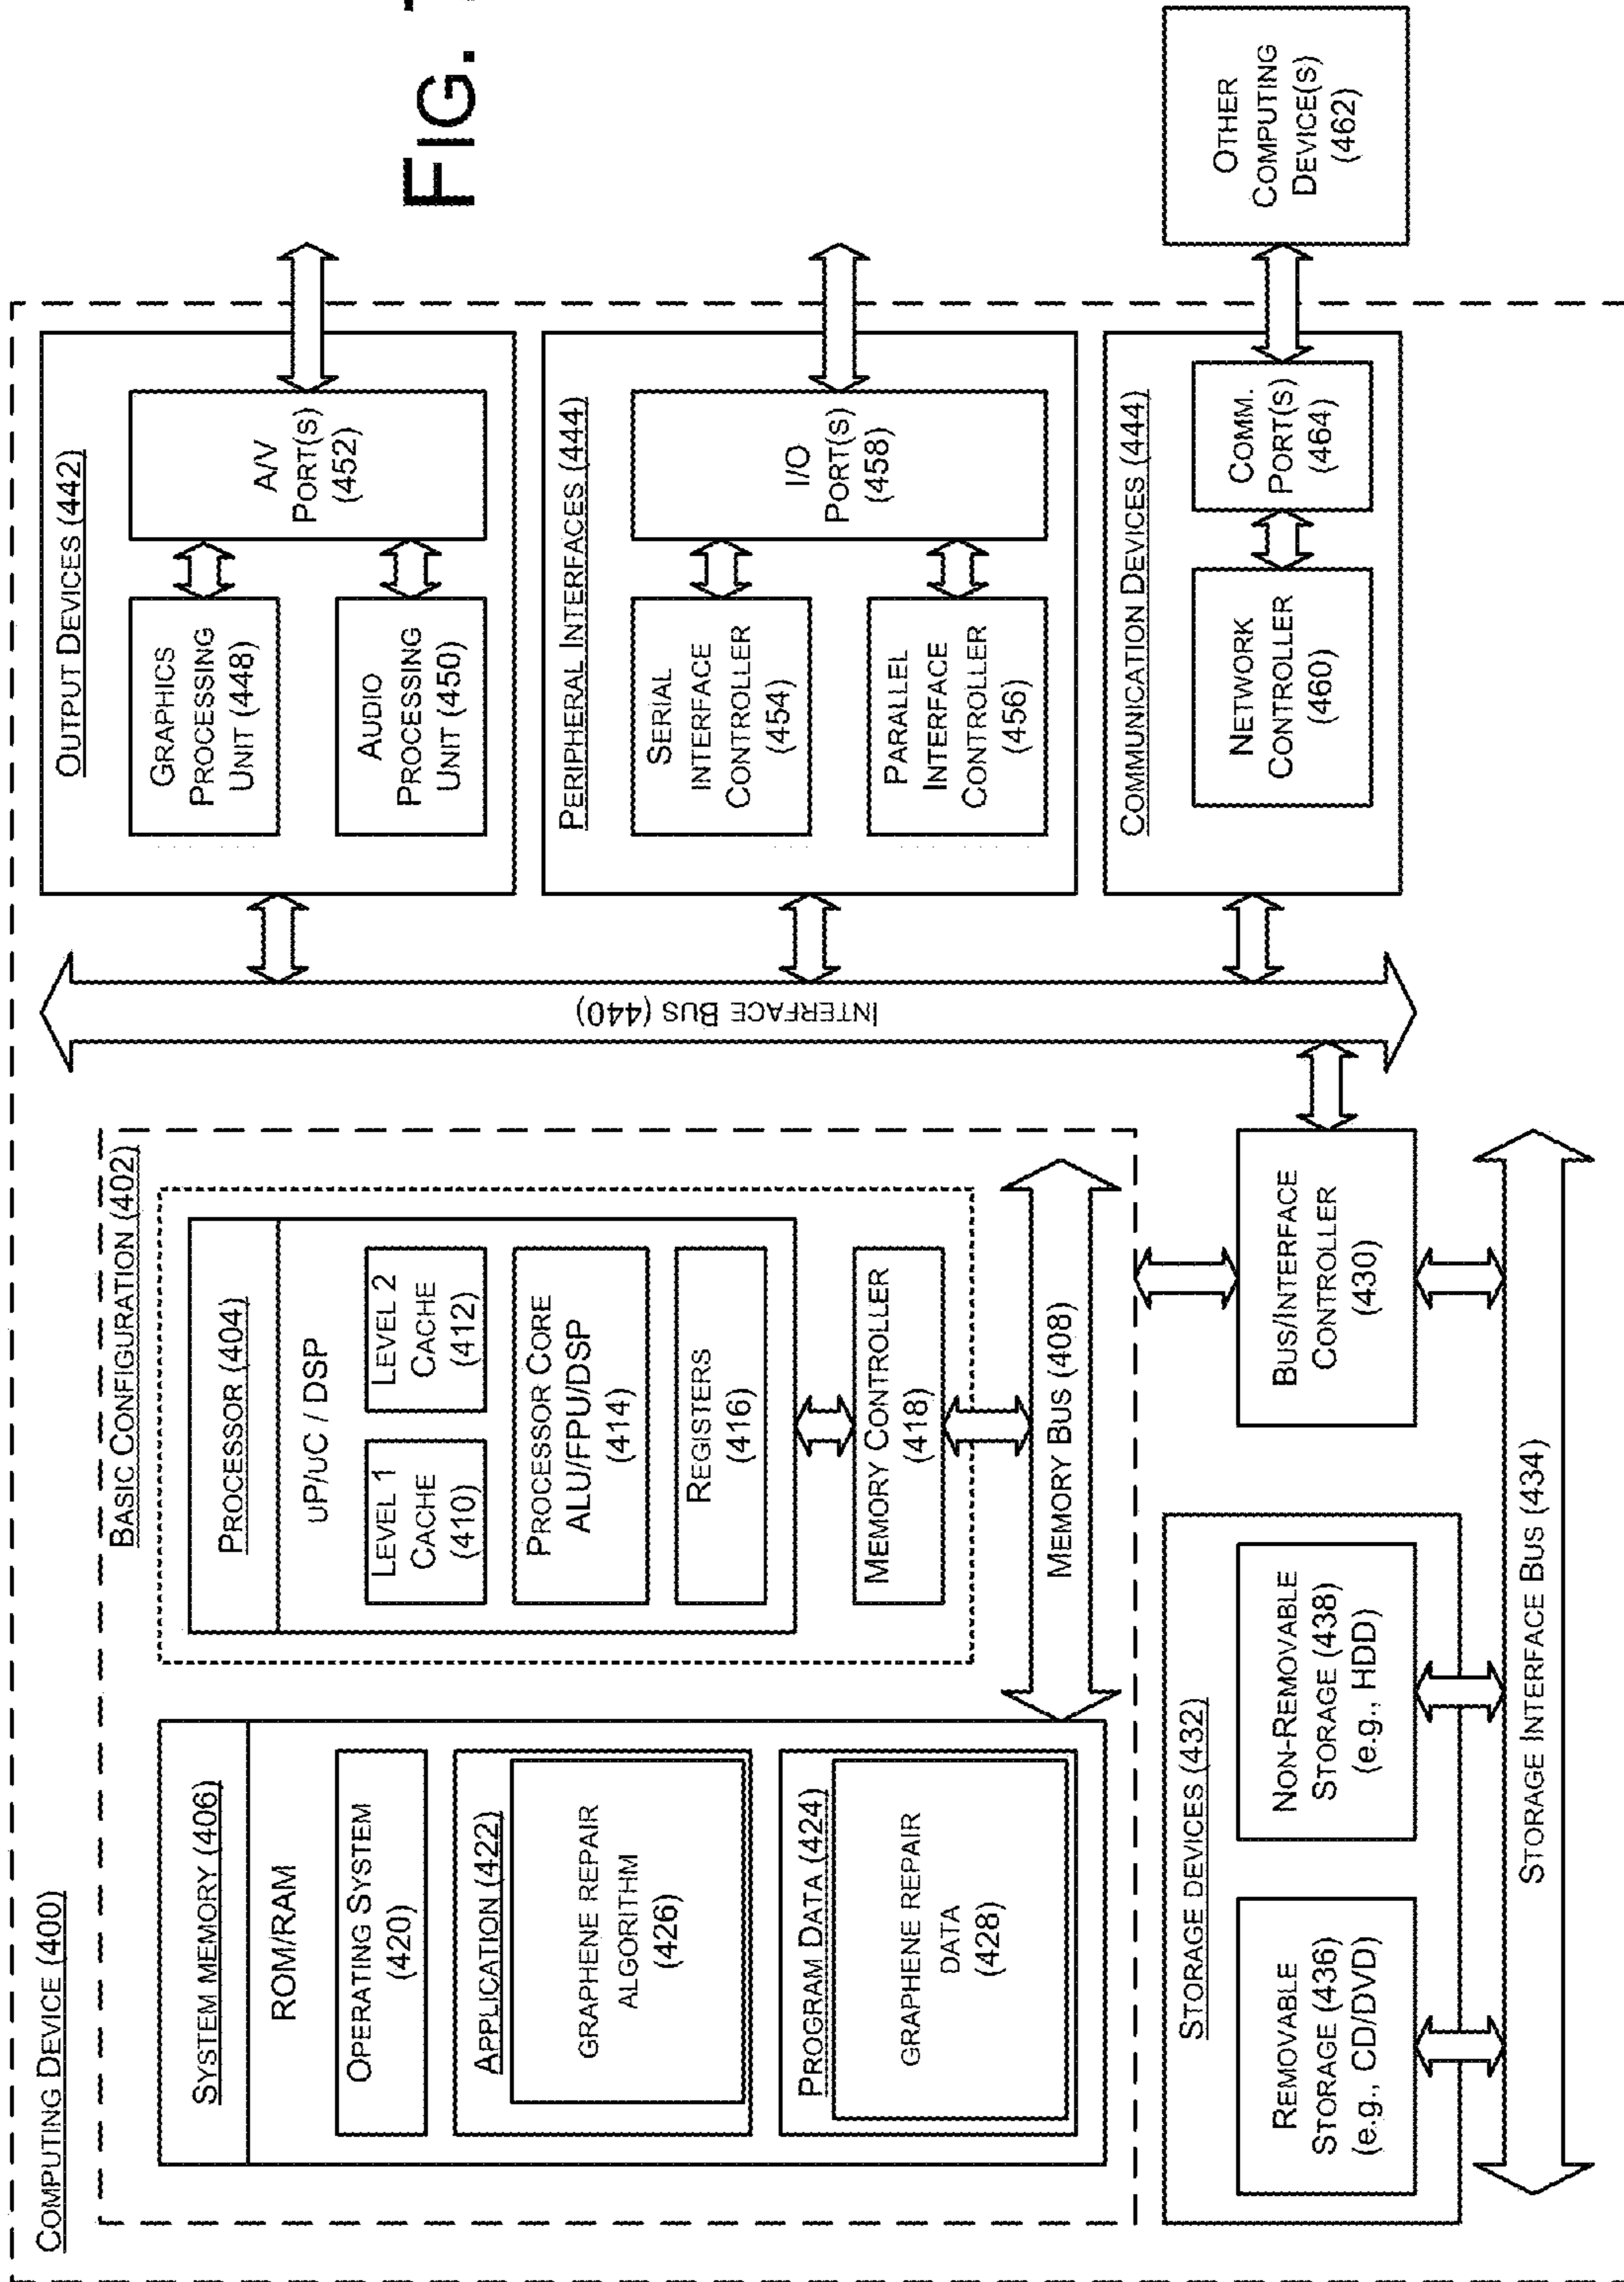 COMPUTING DEVICE (400)
BASIC CONFIGURATION (402)
SYSTEM MEMORY (406)
ROM/RAM
OPERATING SYSTEM
(420)
APPLICATION (422)
GRAPHENE REPAIR
ALGORITHM
(426)
PROGRAM DATA (424)
GRAPHENE REPAIR
DATA
(428)
PROCESSOR (404)
uP/uC / DSP
LEVEL 1
CACHE
(410)
LEVEL 2
CACHE
(412)
PROCESSOR CORE
ALU/FPU/DSP
(414)
REGISTERS
(416)
MEMORY CONTROLLER
(418)
MEMORY BUS (408)
STORAGE DEVICES (432)
REMOVABLE
STORAGE (436)
(e.g., CD/DVD)
NON-REMOVABLE
STORAGE (438)
(e.g., HDD)
BUS/INTERFACE
CONTROLLER
(430)
STORAGE INTERFACE BUS (434)
INTERFACE BUS (440)
OUTPUT DEVICES (442)
GRAPHICS
PROCESSING
UNIT (448)
AUDIO
PROCESSING
UNIT (450)
A/V
PORT(S)
(452)
PERIPHERAL INTERFACES (444)
SERIAL
INTERFACE
CONTROLLER
(454)
PARALLEL
INTERFACE
CONTROLLER
(456)
I/O
PORT(S)
(458)
COMMUNICATION DEVICES (444)
NETWORK
CONTROLLER
(460)
COMM.
PORT(S)
(464)
OTHER
COMPUTING
DEVICE(S)
(462)
FIG.